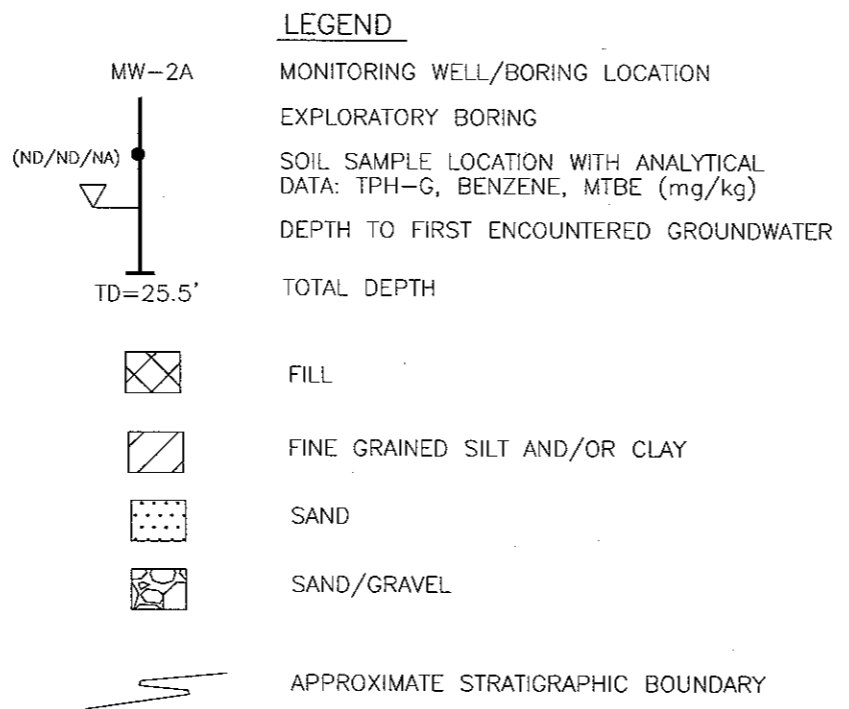 LEGEND
MW-2A
MONITORING WELL/BORING LOCATION
EXPLORATORY BORING
(ND/ND/NA)
SOIL SAMPLE LOCATION WITH ANALYTICAL
DATA: TPH-G, BENZENE, MTBE (mg/kg)
DEPTH TO FIRST ENCOUNTERED GROUNDWATER
TD=25.5'
TOTAL DEPTH
FILL
FINE GRAINED SILT AND/OR CLAY
SAND
SAND/GRAVEL
APPROXIMATE STRATIGRAPHIC BOUNDARY